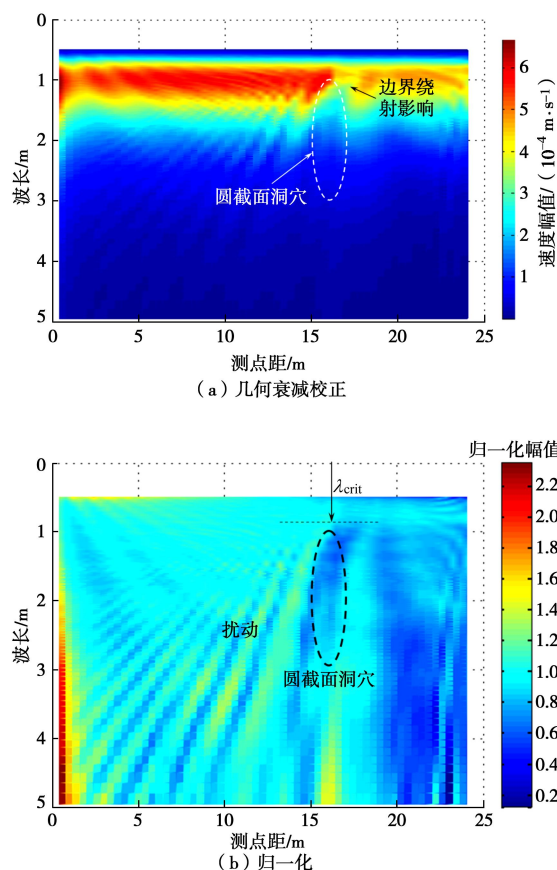 0
1
2
3
4
5
波长/m
0
5
10
15
20
25
测点距/m
边界绕
射影响
圆截面洞穴
6
5
4
3
2
1
速度幅值/(10⁻⁴m·s⁻¹)
(a)几何衰减校正
归一化幅值
0
1
2
3
4
5
波长/m
λcrit
扰动
圆截面洞穴
0
5
10
15
20
25
测点距/m
2.2
2.0
1.8
1.6
1.4
1.2
1.0
0.8
0.6
0.4
0.2
(b)归一化